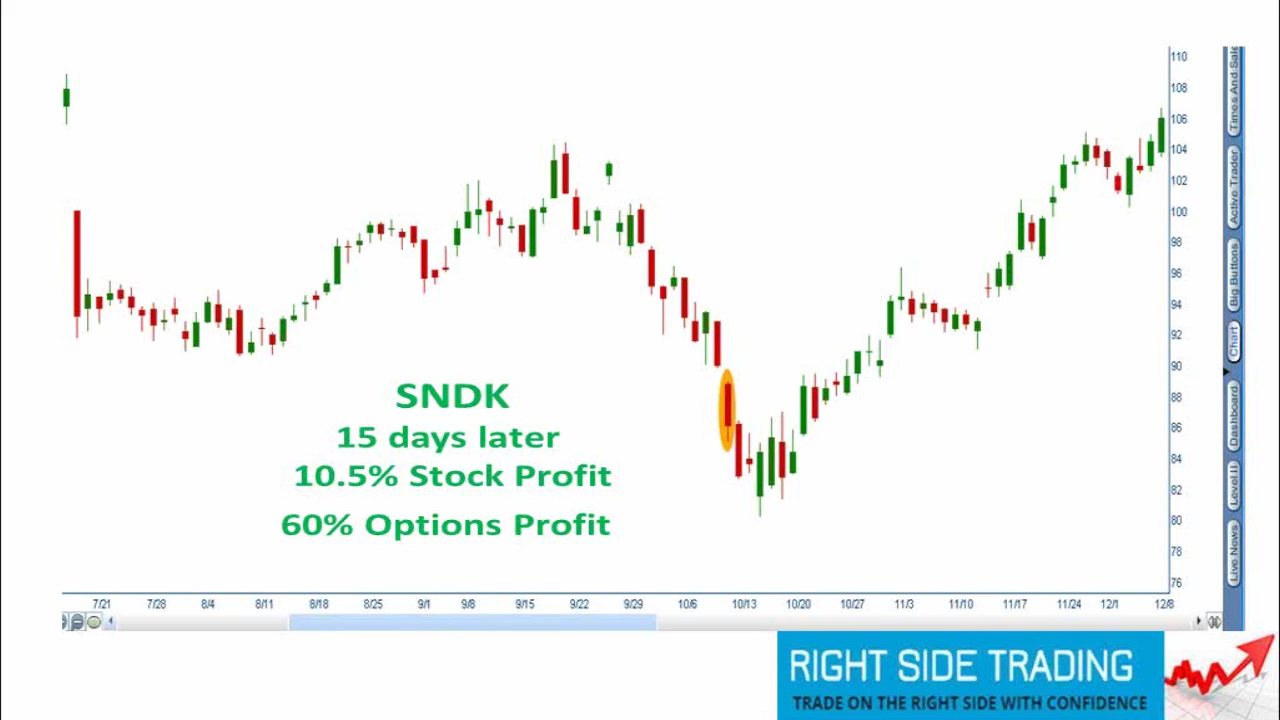 110
108
106
104
102
100
98
96
94
92
90
88
86
84
82
80
78
76
Times And Sale
Active Trader
Big Buttons
Chart
Dashboard
Level II
Live News
SNDK
15 days later
10.5% Stock Profit
60% Options Profit
7/21 7/28 8/4 8/11 8/18 8/25 9/1 9/8 9/15 9/22 9/29 10/6 10/13 10/20 10/27 11/3 11/10 11/17 11/24 12/1 12/8
RIGHT SIDE TRADING
TRADE ON THE RIGHT SIDE WITH CONFIDENCE